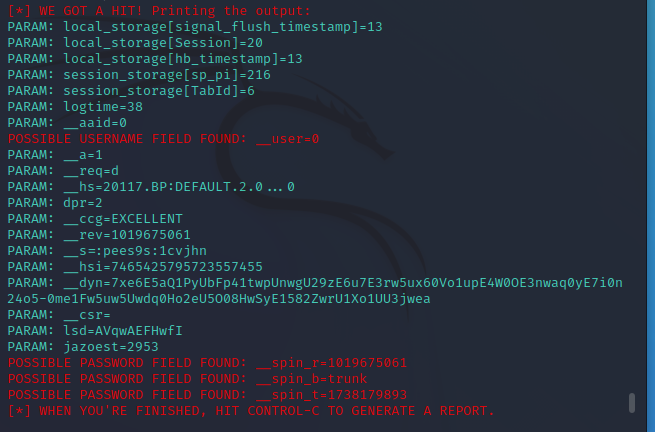 [*] WE GOT A HIT! Printing the output:
PARAM: local_storage[signal_flush_timestamp]=13
PARAM: local_storage[Session]=20
PARAM: local_storage[hb_timestamp]=13
PARAM: session_storage[sp_pi]=216
PARAM: session_storage[TabId]=6
PARAM: logtime=38
PARAM: __aaid=0
POSSIBLE USERNAME FIELD FOUND: __user=0
PARAM: __a=1
PARAM: __req=d
PARAM: __hs=20117.BP:DEFAULT.2.0...0
PARAM: dpr=2
PARAM: __ccg=EXCELLENT
PARAM: __rev=1019675061
PARAM: __s=:pees9s:1cvjhn
PARAM: __hsi=7465425795723557455
PARAM: __dyn=7xe6E5aQ1PyUbFp41twpUnwgU29zE6u7E3rw5ux60Vo1upE4W0OE3nwaq0yE7i0n
24o5-0me1Fw5uw5Uwdq0Ho2eU5O08HwSyE1582ZwrU1Xo1UU3jwea
PARAM: __csr=
PARAM: lsd=AVqwAEFHwfI
PARAM: jazoest=2953
POSSIBLE PASSWORD FIELD FOUND: __spin_r=1019675061
POSSIBLE PASSWORD FIELD FOUND: __spin_b=trunk
POSSIBLE PASSWORD FIELD FOUND: __spin_t=1738179893
[*] WHEN YOU'RE FINISHED, HIT CONTROL-C TO GENERATE A REPORT.